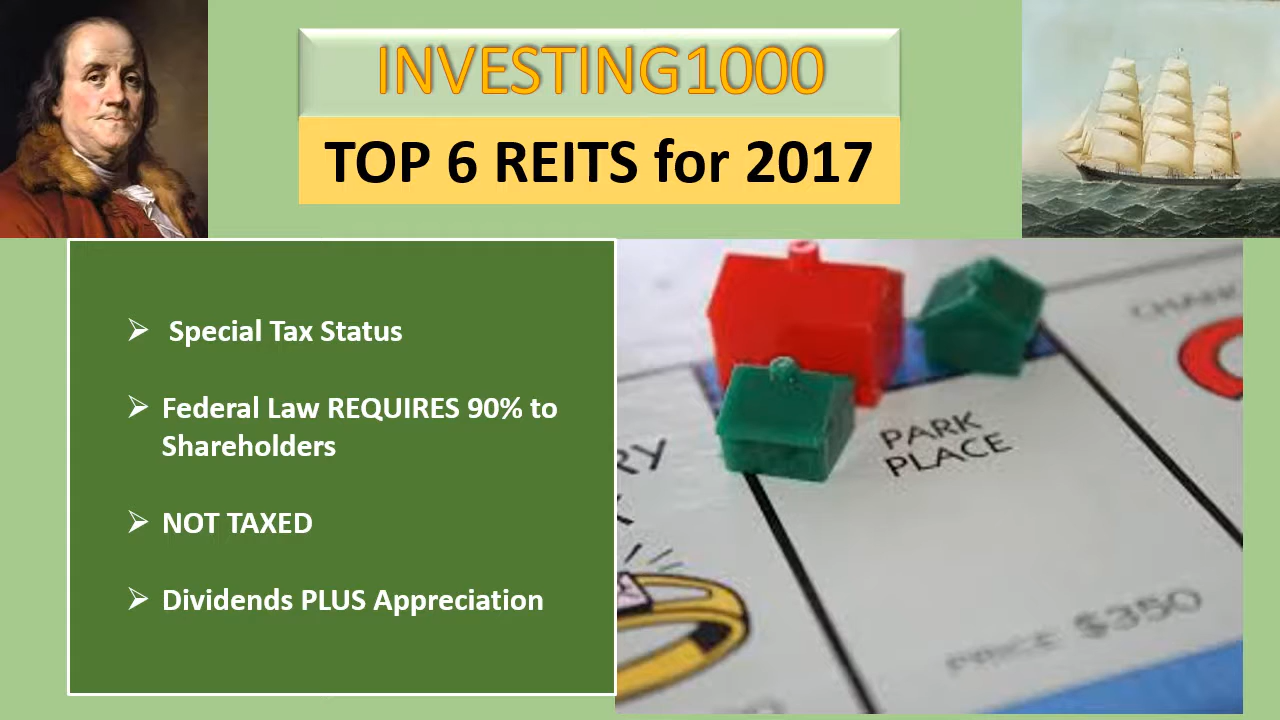 INVESTING1000
TOP 6 REITS for 2017
Special Tax Status
Federal Law REQUIRES 90% to
Shareholders
NOT TAXED
Dividends PLUS Appreciation
PARK
PLACE
PRICE $350